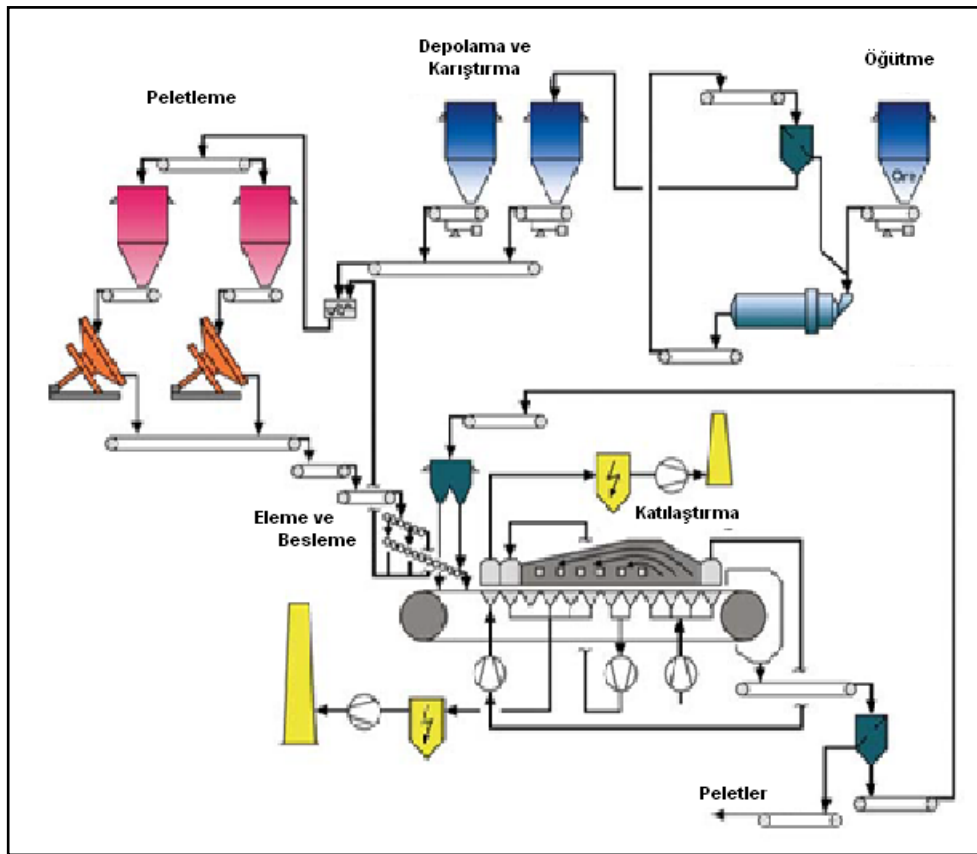 Depolama ve
Karıştırma
Öğütme
Peletleme
Eleme ve
Besleme
Katılaştırma
Peletler